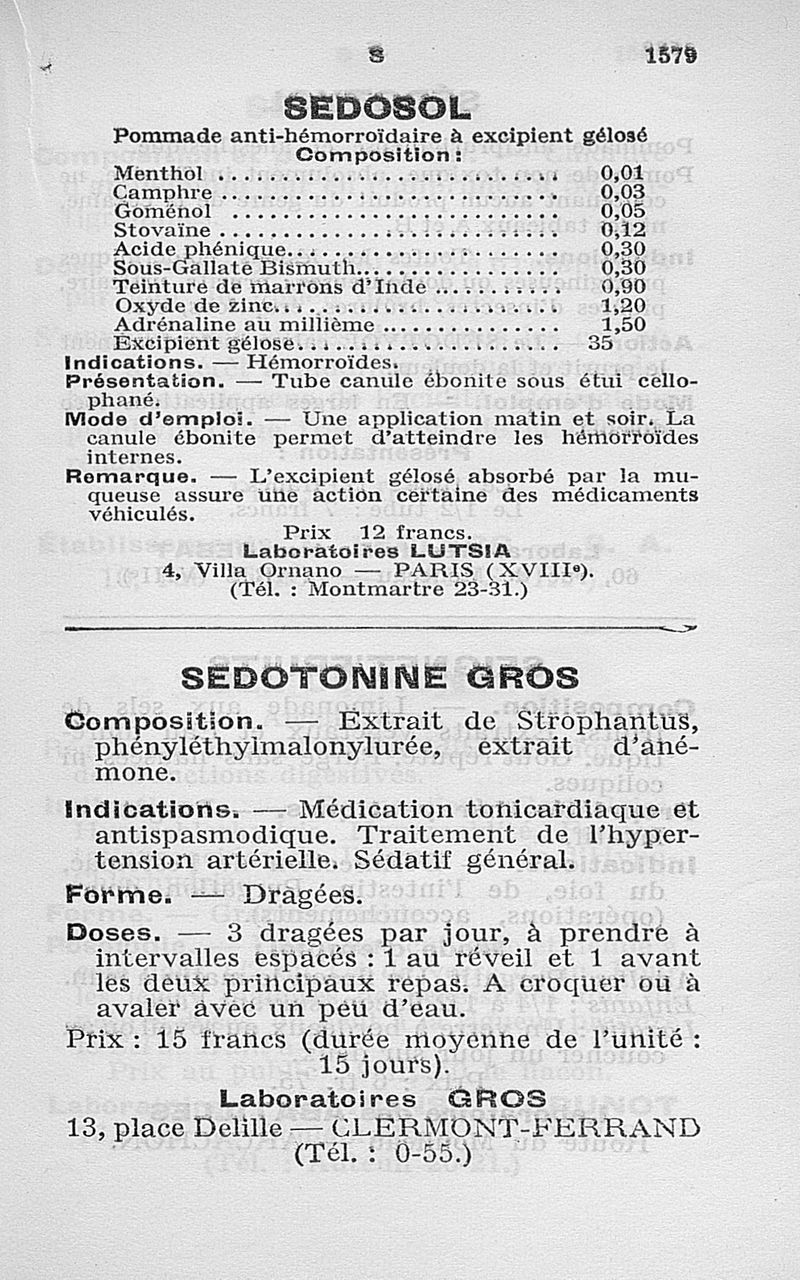 S 1579
SEDOSOL
Pommade anti-hémorroïdaire à excipient gélosé
Composition :
Menthol ........................ 0,01
Camphre ........................ 0,03
Goménol ........................ 0,05
Stovaïne ........................ 0,12
Acide phénique ........................ 0,30
Sous-Gallate Bismuth ........................ 0,30
Teinture de marrons d'Inde ........................ 0,90
Oxyde de zinc ........................ 1,20
Adrénaline au millième ........................ 1,50
Excipient gélose ........................ 35
Indications. — Hémorroïdes.
Présentation. — Tube canule ébonite sous étui cello-
phané.
Mode d'emploi. — Une application matin et soir. La
canule ébonite permet d'atteindre les hémorroïdes
internes.
Remarque. — L'excipient gélosé absorbé par la mu-
queuse assure une action certaine des médicaments
véhiculés.
Prix 12 francs.
Laboratoires LUTSIA
4, Villa Ornano — PARIS (XVIIIe).
(Tél. : Montmartre 23-31.)
SEDOTONINE GROS
Composition. — Extrait de Strophantus,
phényléthylmalonylurée, extrait d'ané-
mone.
Indications. — Médication tonicardiaque et
antispasmodique. Traitement de l'hyper-
tension artérielle. Sédatif général.
Forme. — Dragées.
Doses. — 3 dragées par jour, à prendre à
intervalles espacés : 1 au réveil et 1 avant
les deux principaux repas. A croquer ou à
avaler avec un peu d'eau.
Prix : 15 francs (durée moyenne de l'unité :
15 jours).
Laboratoires GROS
13, place Delille — CLERMONT-FERRAND
(Tél. : 0-55.)